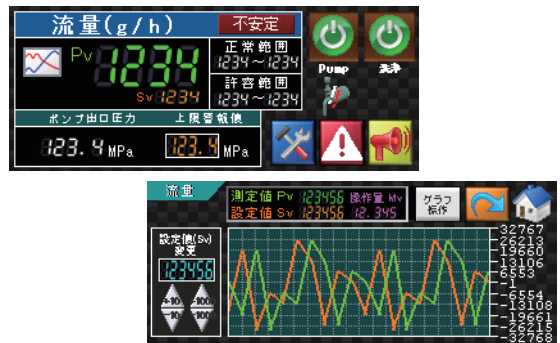 流量(g/h)
不安定
Pv 1234
Sv 1234
正常範囲
1234～1234
許容範囲
1234～1234
Pump
洗浄
ポンプ出口圧力
上限警報値
123.4 MPa
123.4 MPa
流量
測定値 Pv 123456 操作量 Mv
設定値 Sv 123456 12.345
グラフ
操作
設定値(Sv)
変更
123456
+10 +100
-10 -100
32767
26213
19660
13106
6553
-1
-6554
-13108
-19661
-26215
-32768